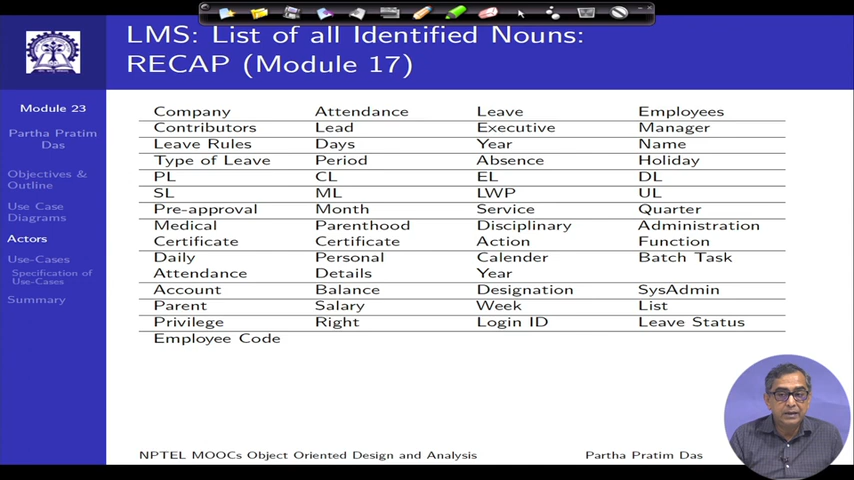 LMS: List of all Identified Nouns:
RECAP (Module 17)
Module 23
Partha Pratim
Das
Objectives &
Outline
Use Case
Diagrams
Actors
Use-Cases
Specification of
Use-Cases
Summary
Company Attendance Leave Employees
Contributors Lead Executive Manager
Leave Rules Days Year Name
Type of Leave Period Absence Holiday
PL CL EL DL
SL ML LWP UL
Pre-approval Month Service Quarter
Medical Parenthood Disciplinary Administration
Certificate Certificate Action Function
Daily Personal Calender Batch Task
Attendance Details Year
Account Balance Designation SysAdmin
Parent Salary Week List
Privilege Right Login ID Leave Status
Employee Code
NPTEL MOOCs Object Oriented Design and Analysis Partha Pratim Das